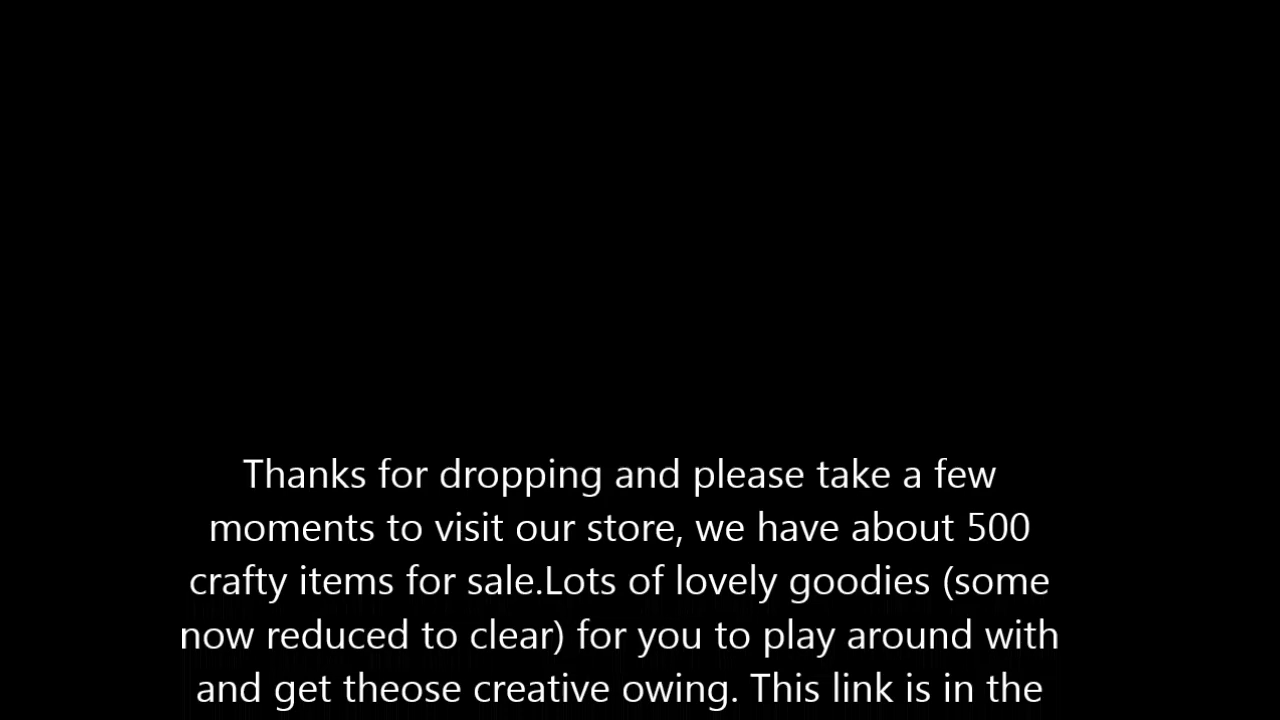 Thanks for dropping and please take a few
moments to visit our store, we have about 500
crafty items for sale.Lots of lovely goodies (some
now reduced to clear) for you to play around with
and get theose creative owing. This link is in the